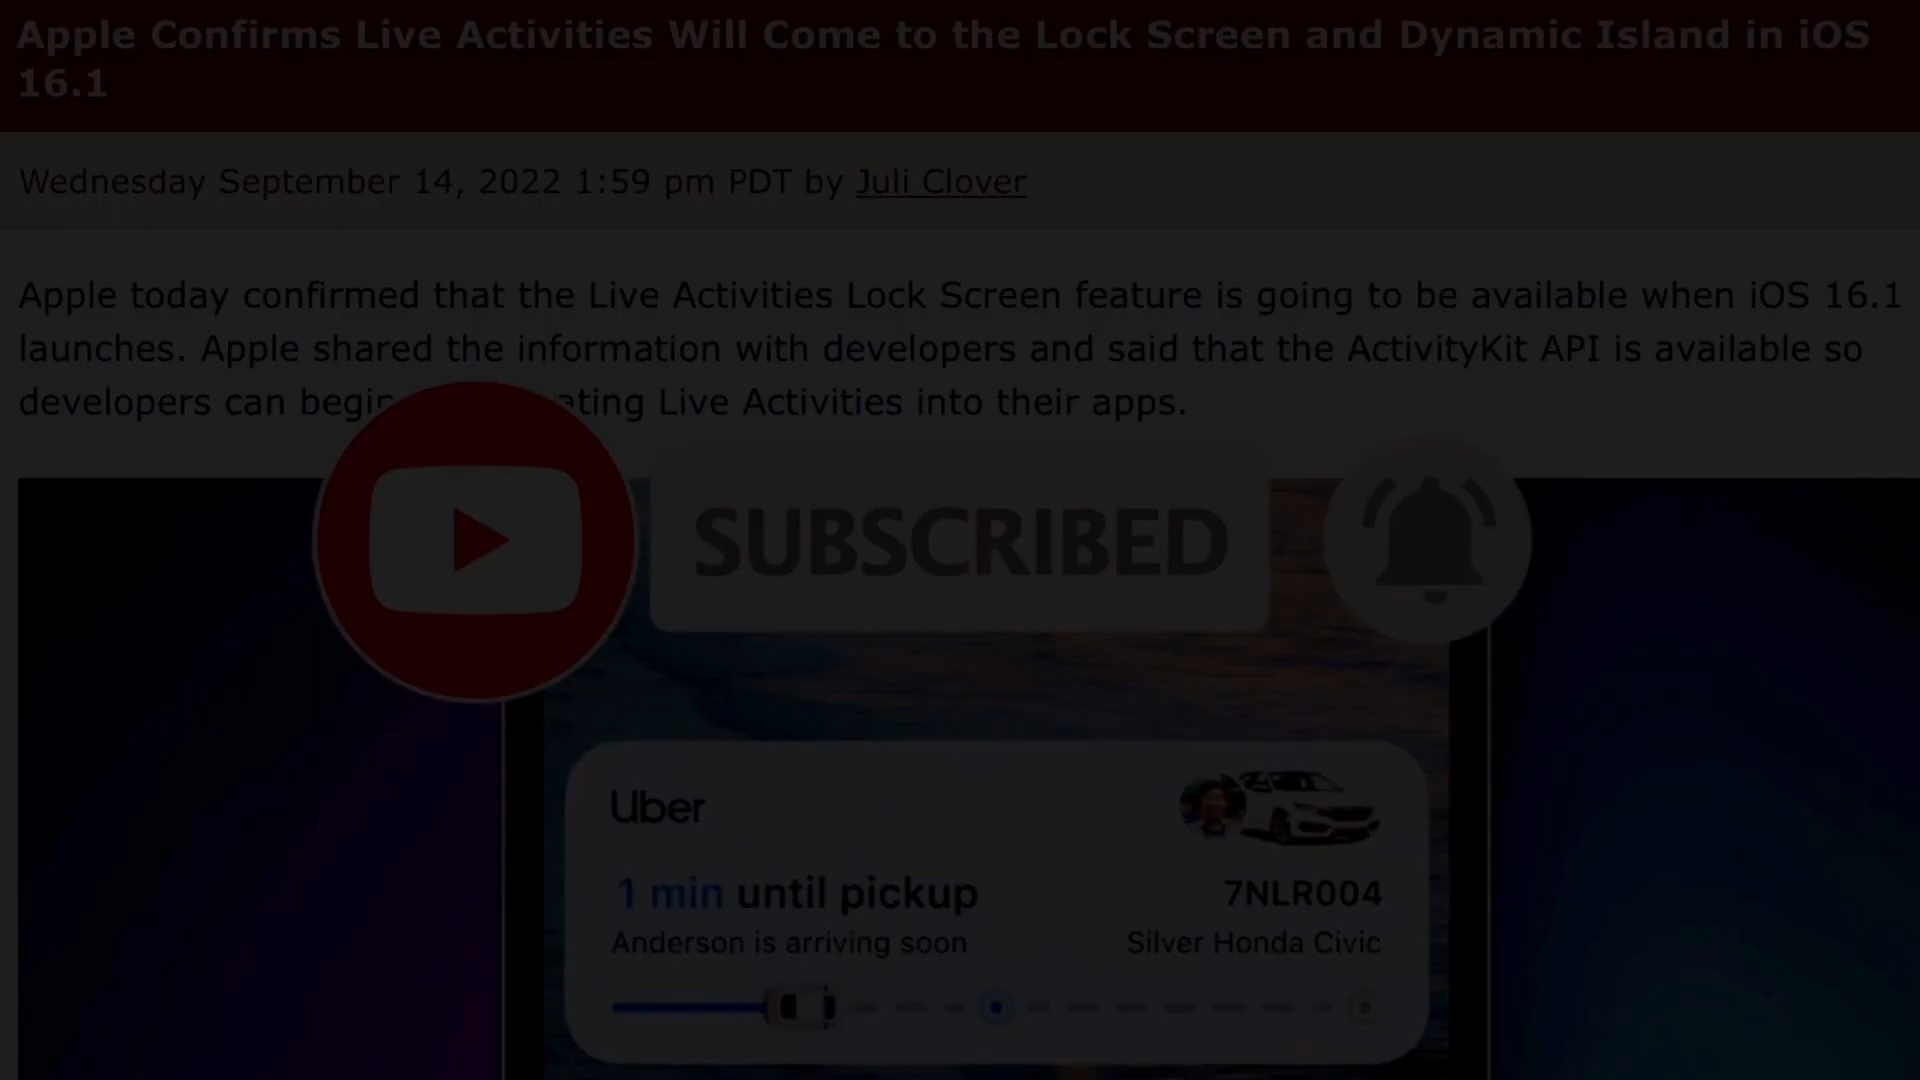 Apple Confirms Live Activities Will Come to the Lock Screen and Dynamic Island in iOS
16.1
Wednesday September 14, 2022 1:59 pm PDT by Juli Clover
Apple today confirmed that the Live Activities Lock Screen feature is going to be available when iOS 16.1
launches. Apple shared the information with developers and said that the ActivityKit API is available so
developers can begin ating Live Activities into their apps.
SUBSCRIBED
Uber
1 min until pickup
7NLR004
Anderson is arriving soon
Silver Honda Civic